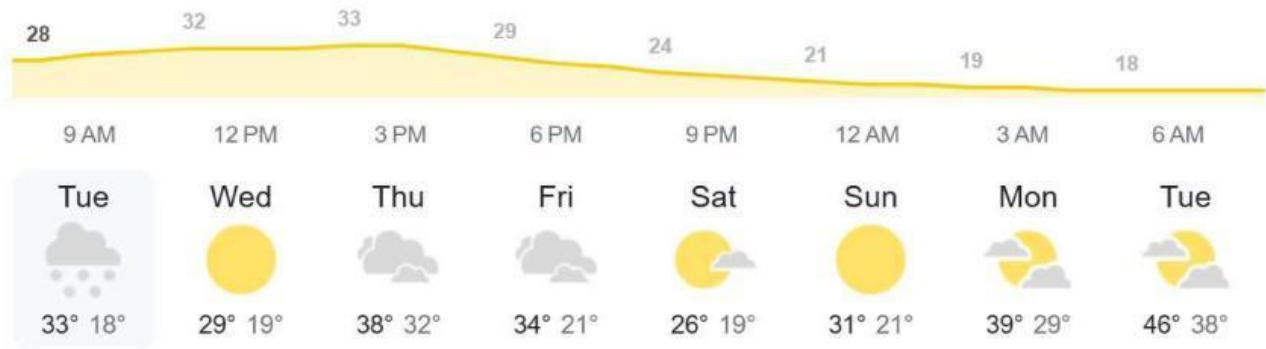 28 32 33 29 24 21 19 18
9 AM 12 PM 3 PM 6 PM 9 PM 12 AM 3 AM 6 AM
Tue Wed Thu Fri Sat Sun Mon Tue
33° 18° 29° 19° 38° 32° 34° 21° 26° 19° 31° 21° 39° 29° 46° 38°